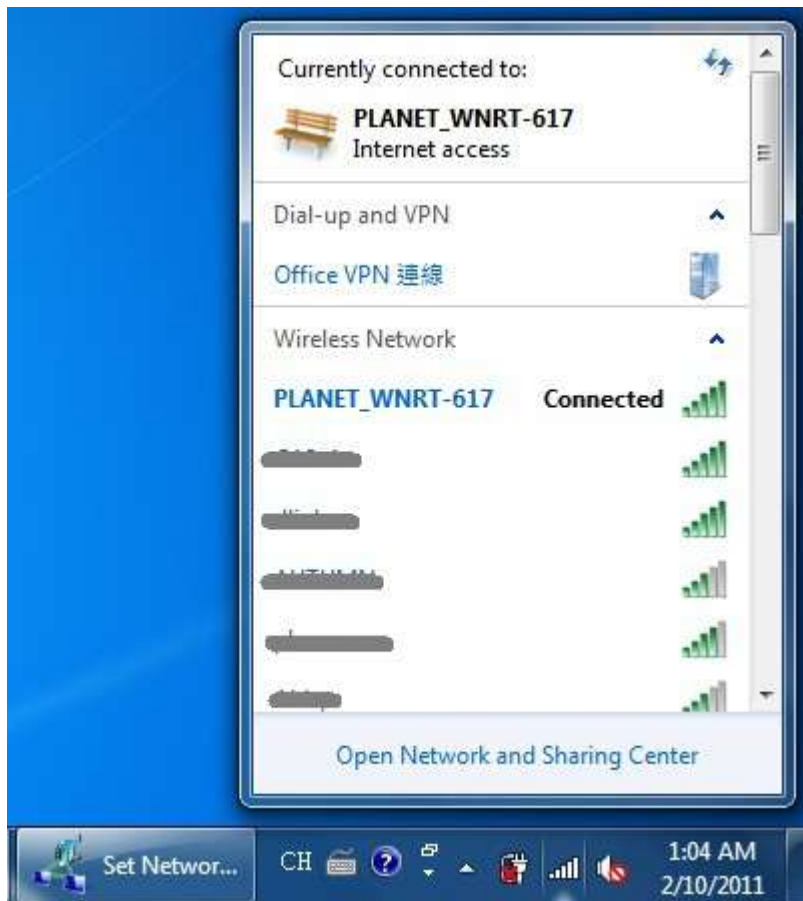 Currently connected to:
PLANET_WNRT-617
Internet access
Dial-up and VPN
Office VPN 連線
Wireless Network
PLANET_WNRT-617 Connected
Open Network and Sharing Center
Set Networ... CH 1:04 AM
2/10/2011